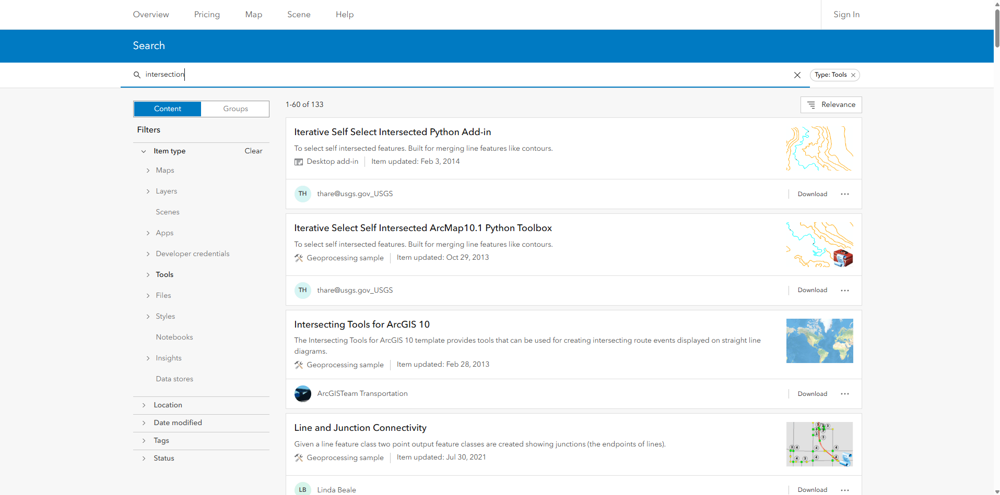 Overview Pricing Map Scene Help Sign In
Search
intersection Type: Tools
Content Groups
1-60 of 133 Relevance
Filters
Item type Clear
Maps
Layers
Scenes
Apps
Developer credentials
Tools
Files
Styles
Notebooks
Insights
Data stores
Location
Date modified
Tags
Status
Iterative Self Select Intersected Python Add-in
To select self intersected features. Built for merging line features like contours.
Desktop add-in Item updated: Feb 3, 2014
TH thare@usgs.gov_USGS Download
Iterative Select Self Intersected ArcMap10.1 Python Toolbox
To select self intersected features. Built for merging line features like contours.
Geoprocessing sample Item updated: Oct 29, 2013
TH thare@usgs.gov_USGS Download
Intersecting Tools for ArcGIS 10
The Intersecting Tools for ArcGIS 10 template provides tools that can be used for creating intersecting route events displayed on straight line
diagrams.
Geoprocessing sample Item updated: Feb 28, 2013
ArcGISTeam Transportation Download
Line and Junction Connectivity
Given a line feature class two point output feature classes are created showing junctions (the endpoints of lines).
Geoprocessing sample Item updated: Jul 30, 2021
LB Linda Beale Download